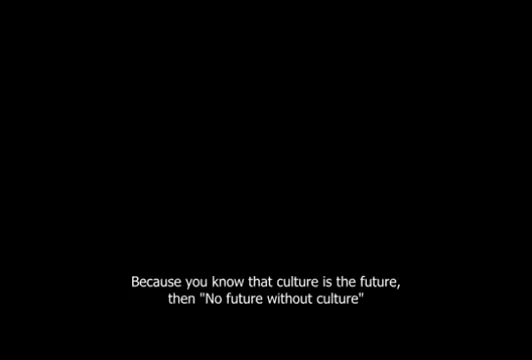 Because you know that culture is the future,
then "No future without culture"